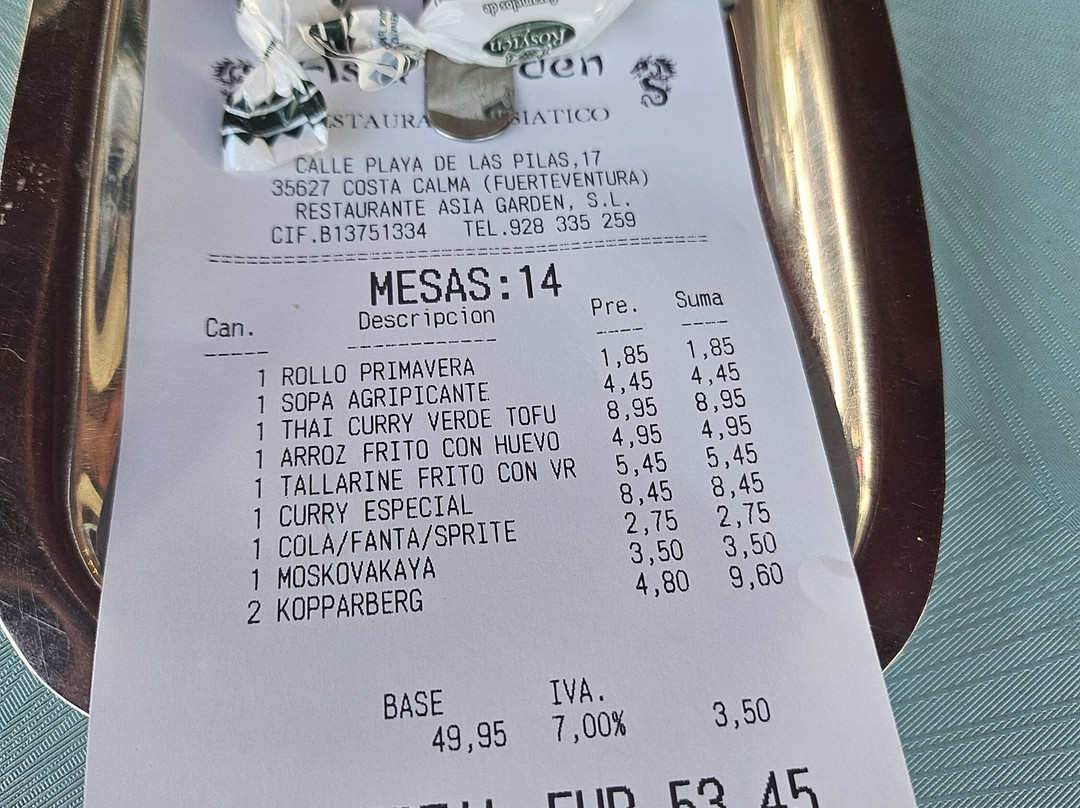 Rosyten
RESTAURANTE ASIATICO
CALLE PLAYA DE LAS PILAS,17
35627 COSTA CALMA (FUERTEVENTURA)
RESTAURANTE ASIA GARDEN, S.L.
CIF.B13751334 TEL.928 335 259
MESAS:14
Can. Descripcion Pre. Suma
1 ROLLO PRIMAVERA 1,85 1,85
1 SOPA AGRIPICANTE 4,45 4,45
1 THAI CURRY VERDE TOFU 8,95 8,95
1 ARROZ FRITO CON HUEVO 4,95 4,95
1 TALLARINE FRITO CON VR 5,45 5,45
1 CURRY ESPECIAL 8,45 8,45
1 COLA/FANTA/SPRITE 2,75 2,75
1 MOSKOVAKAYA 3,50 3,50
2 KOPPARBERG 4,80 9,60
BASE IVA.
49,95 7,00% 3,50
EUR 53,45